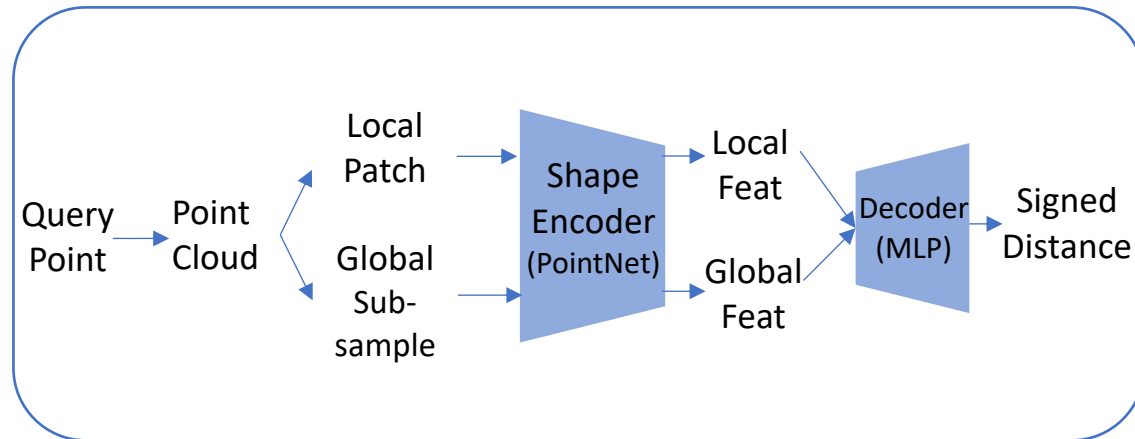 Query
Point
Point
Cloud
Local
Patch
Global
Sub-
sample
Shape
Encoder
(PointNet)
Local
Feat
Global
Feat
Decoder
(MLP)
Signed
Distance